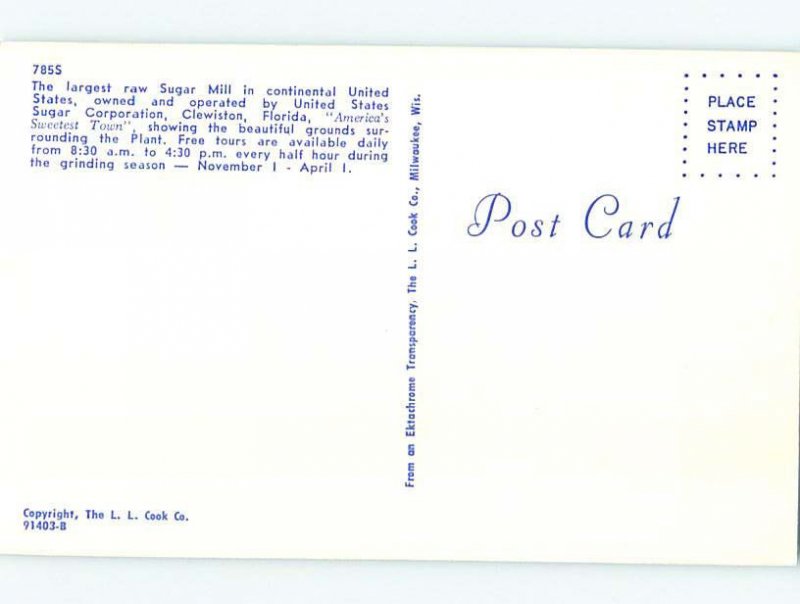 785S
The largest raw Sugar Mill in continental United
States, owned and operated by United States
Sugar Corporation, Clewiston, Florida, "America's
Sweetest Town", showing the beautiful grounds sur-
rounding the Plant. Free tours are available daily
from 8:30 a.m. to 4:30 p.m. every half hour during
the grinding season — November 1 - April 1.
Copyright, The L. L. Cook Co.
91403-B
From an Ektachrome Transparency, The L. L. Cook Co., Milwaukee, Wis.
Post Card
PLACE
STAMP
HERE